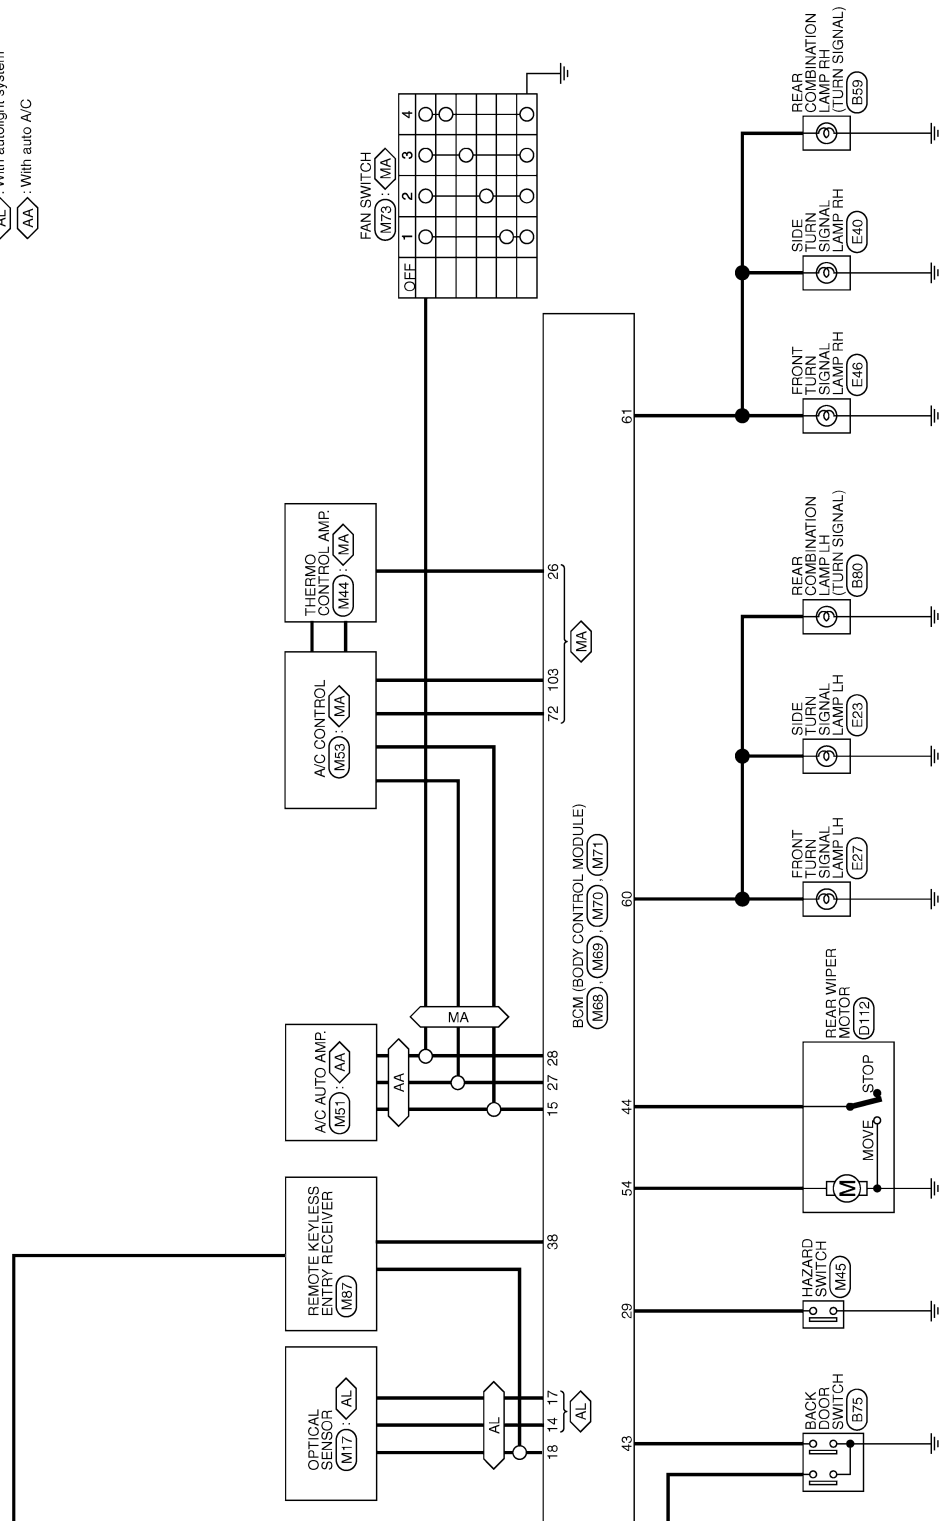 AL : With autolight system
AA : With auto A/C
FAN SWITCH
M73 : MA
OFF 1 2 3 4
THERMO
CONTROL AMP.
M44 : MA
A/C CONTROL
M53 : MA
A/C AUTO AMP.
M51 : AA
REMOTE KEYLESS
ENTRY RECEIVER
M87
OPTICAL
SENSOR
M17 : AL
MA
AA
AL
18 14 17
AL
38
15 27 28
72 103 26
MA
BCM (BODY CONTROL MODULE)
M68 , M69 , M70 , M71
43 29 54 44 60 61
BACK
DOOR
SWITCH
B75
HAZARD
SWITCH
M45
REAR WIPER
MOTOR
D112
M
MOVE
STOP
FRONT
TURN
SIGNAL
LAMP LH
E27
SIDE
TURN
SIGNAL
LAMP LH
E23
REAR
COMBINATION
LAMP LH
(TURN SIGNAL)
B80
FRONT
TURN
SIGNAL
LAMP RH
E46
SIDE
TURN
SIGNAL
LAMP RH
E40
REAR
COMBINATION
LAMP RH
(TURN SIGNAL)
B59